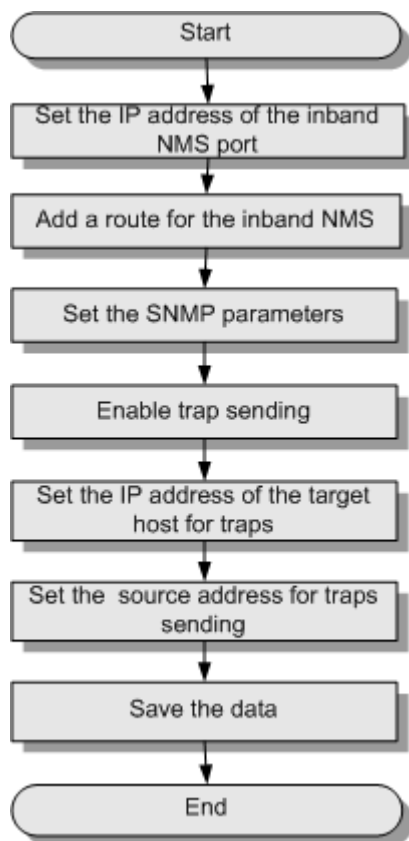 Start
Set the IP address of the inband
NMS port
Add a route for the inband NMS
Set the SNMP parameters
Enable trap sending
Set the IP address of the target
host for traps
Set the source address for traps
sending
Save the data
End